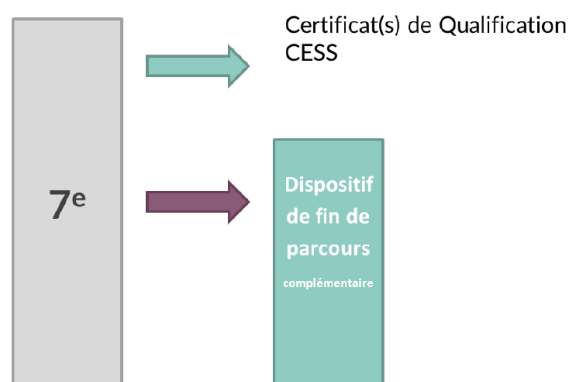 Certificat(s) de Qualification
CESS
7e
Dispositif
de fin de
parcours
complémentaire